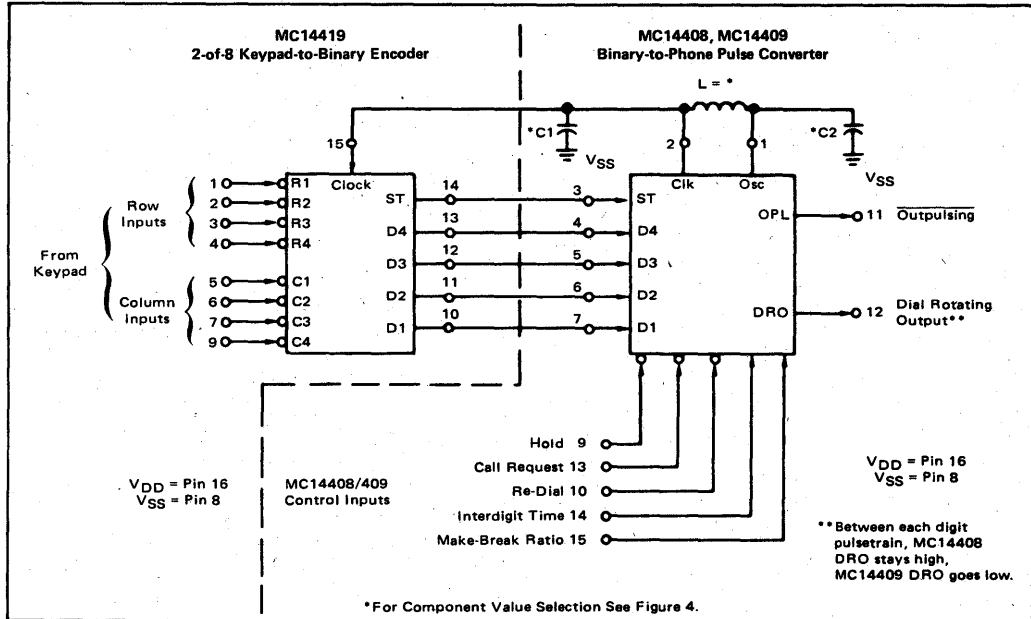 MC14419
2-of-8 Keypad-to-Binary Encoder
MC14408, MC14409
Binary-to-Phone Pulse Converter
L = *
*C1
*C2
VSS
VSS
15
2
1
Clock
Clk
Osc
From
Keypad
Row
Inputs
Column
Inputs
1
2
3
4
5
6
7
9
R1
R2
R3
R4
C1
C2
C3
C4
ST
D4
D3
D2
D1
14
13
12
11
10
3
4
5
6
7
ST
D4
D3
D2
D1
OPL
DRO
11 Outpulsing
12 Dial Rotating
Output**
Hold 9
Call Request 13
Re-Dial 10
Interdigit Time 14
Make-Break Ratio 15
VDD = Pin 16
VSS = Pin 8
MC14408/409
Control Inputs
VDD = Pin 16
VSS = Pin 8
**Between each digit
pulsetrain, MC14408
DRO stays high,
MC14409 DRO goes low.
*For Component Value Selection See Figure 4.